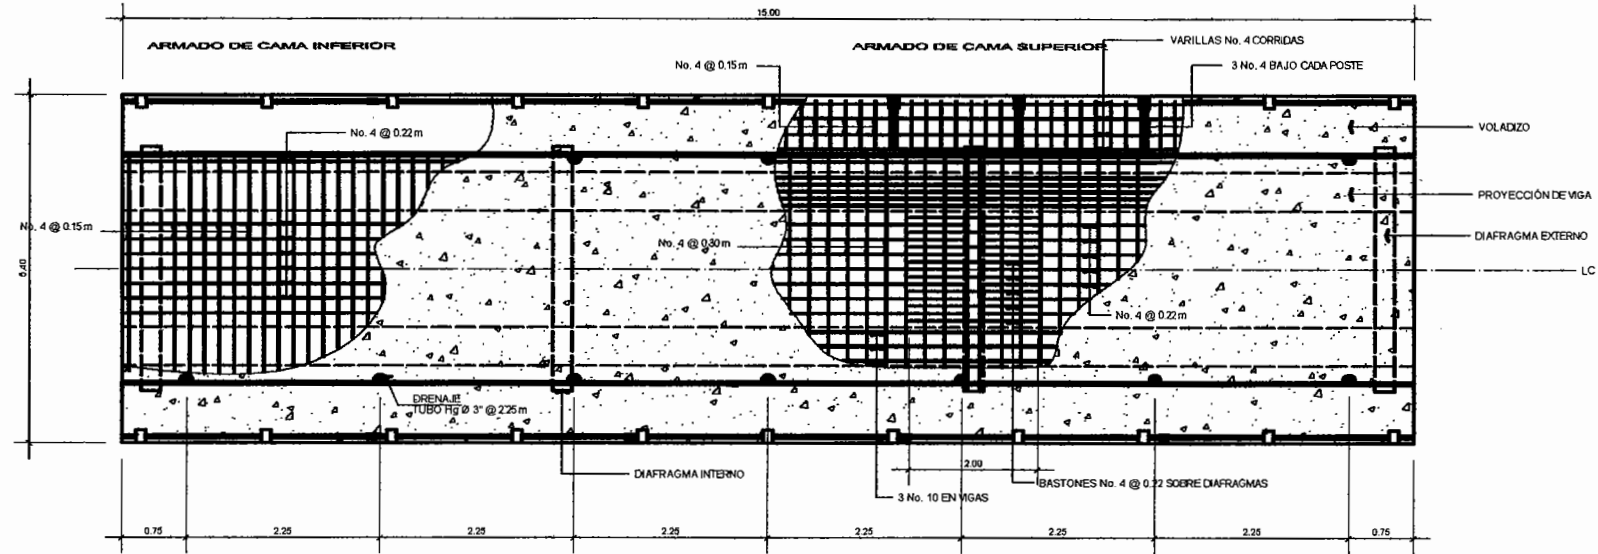 15.00
ARMADO DE CAMA INFERIOR
ARMADO DE CAMA SUPERIOR
VARILLAS No. 4 CORRIDAS
No. 4 @ 0.15 m
3 No. 4 BAJO CADA POSTE
No. 4 @ 0.22 m
VOLADIZO
PROYECCIÓN DE VIGA
No. 4 @ 0.15 m
DIAFRAGMA EXTERNO
No. 4 @ 0.30 m
LC
No. 4 @ 0.22 m
DRENAJE
TUBO Hg Ø 3" @ 2.25 m
DIAFRAGMA INTERNO
2.00
BASTONES No. 4 @ 0.22 SOBRE DIAFRAGMAS
3 No. 10 EN VIGAS
0.75
2.25
2.25
2.25
2.25
2.25
2.25
0.75